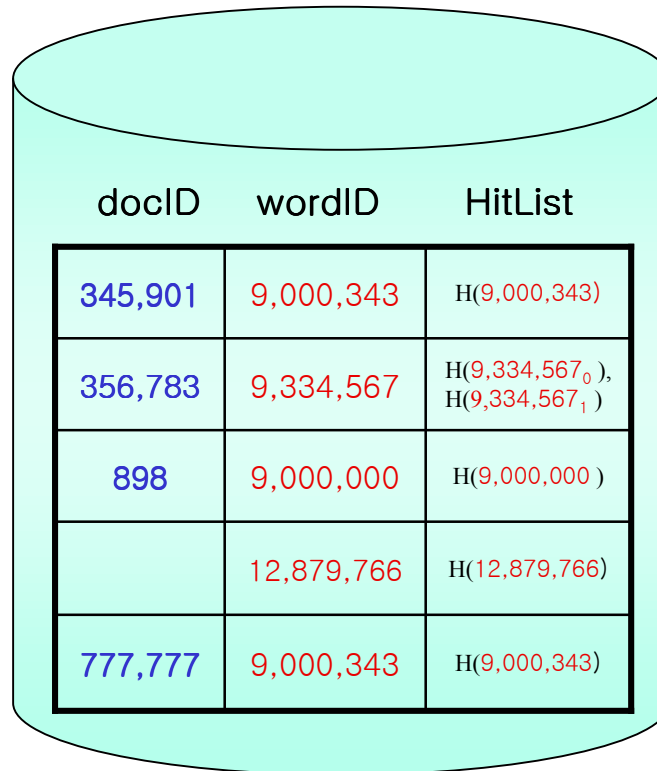 docID wordID HitList
345,901 9,000,343 H(9,000,343)
356,783 9,334,567 H(9,334,567₀ ),
H(9,334,567₁ )
898 9,000,000 H(9,000,000 )
12,879,766 H(12,879,766)
777,777 9,000,343 H(9,000,343)